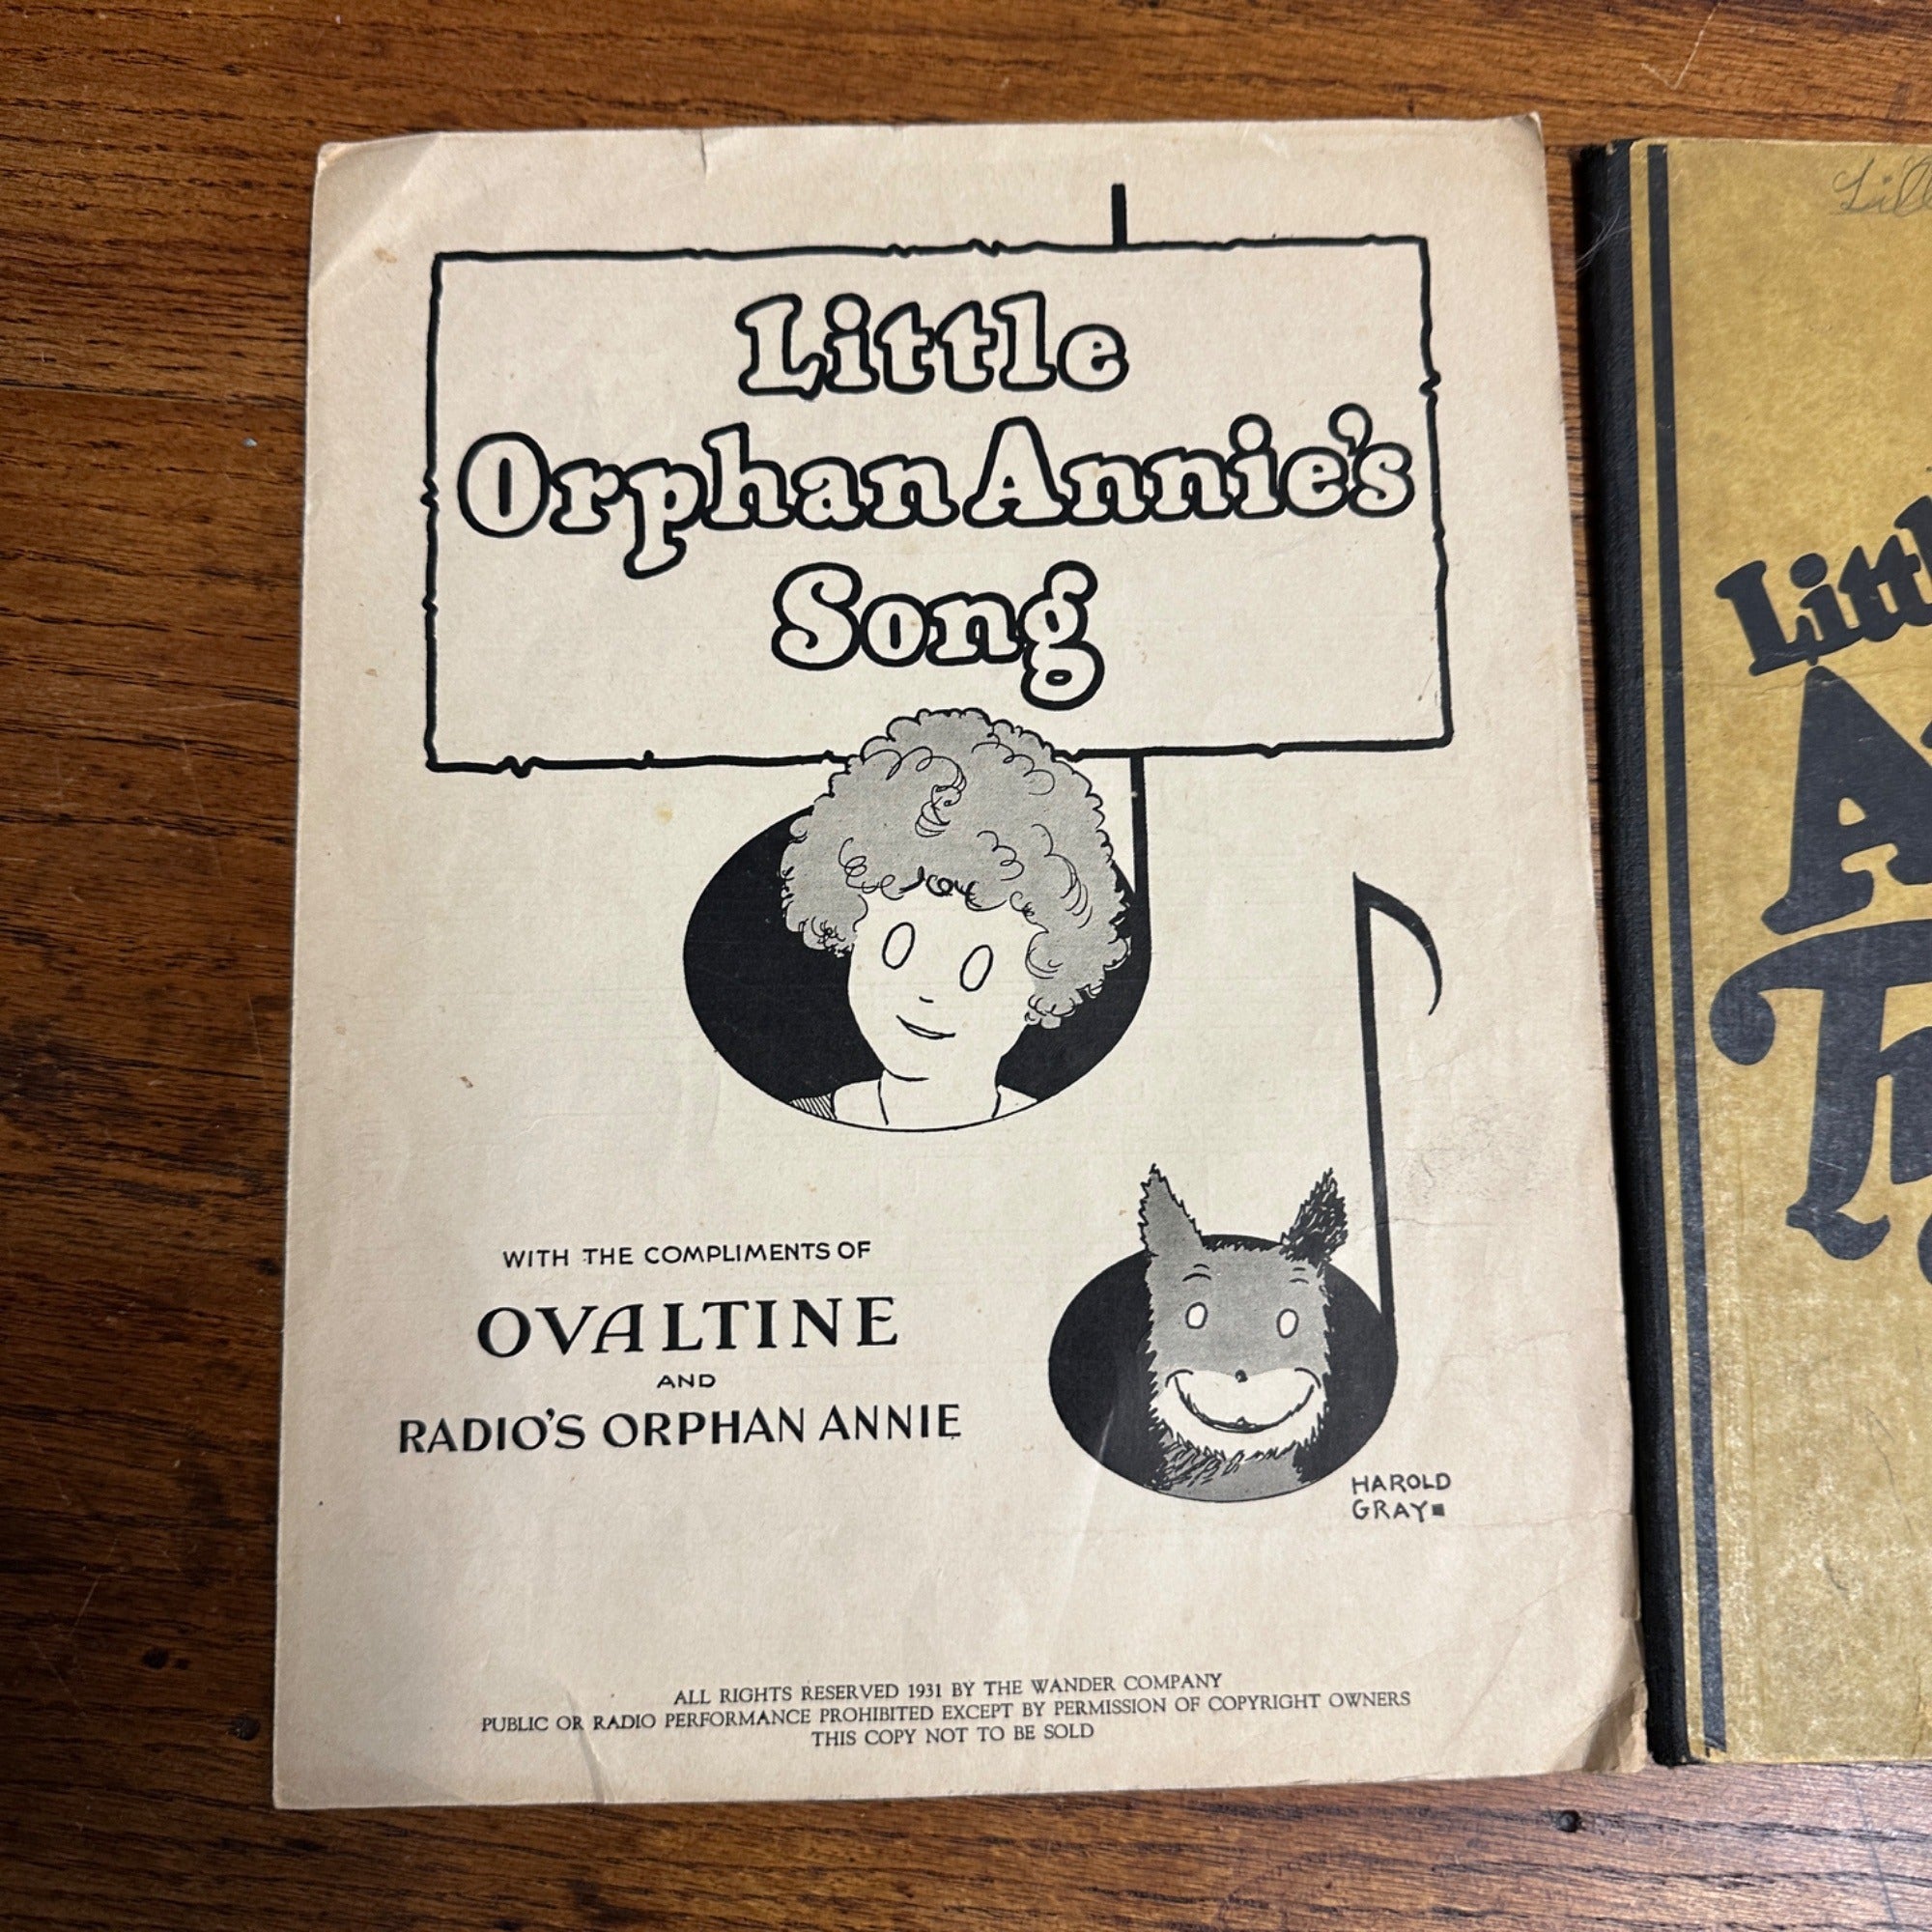 Little
Orphan Annie's
Song
WITH THE COMPLIMENTS OF
OVALTINE
AND
RADIO'S ORPHAN ANNIE
HAROLD
GRAY
ALL RIGHTS RESERVED 1931 BY THE WANDER COMPANY
PUBLIC OR RADIO PERFORMANCE PROHIBITED EXCEPT BY PERMISSION OF COPYRIGHT OWNERS
THIS COPY NOT TO BE SOLD